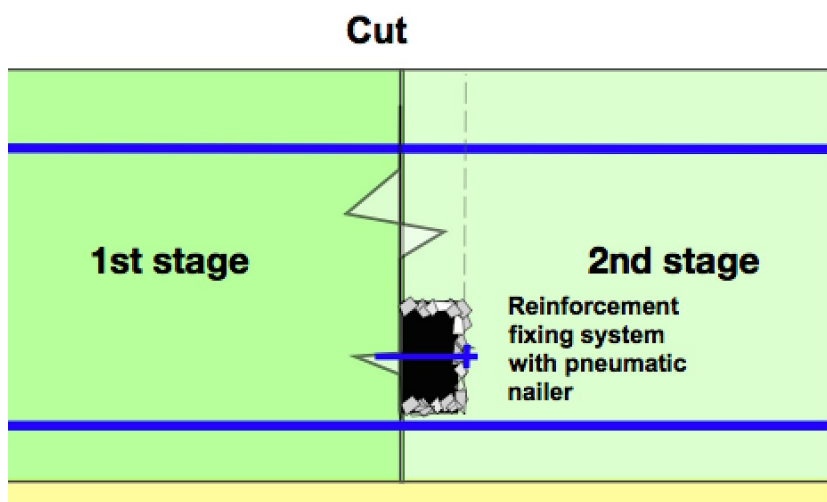 Cut
1st stage
2nd stage
Reinforcement
fixing system
with pneumatic
nailer